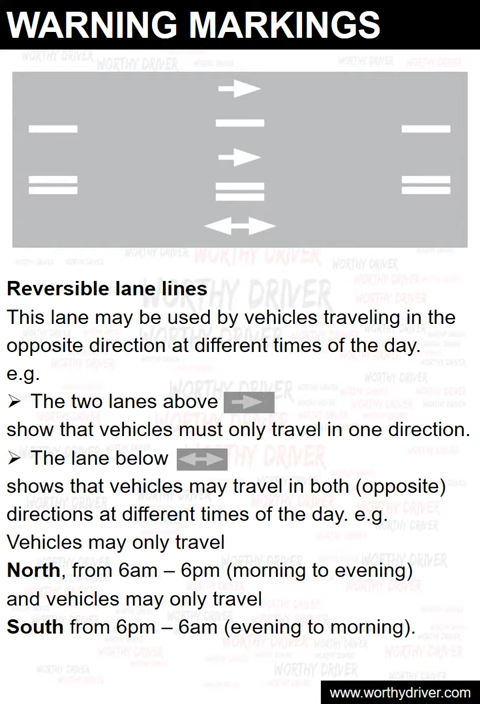 WARNING MARKINGS
Reversible lane lines
This lane may be used by vehicles traveling in the
opposite direction at different times of the day.
e.g.
➢ The two lanes above
show that vehicles must only travel in one direction.
➢ The lane below
shows that vehicles may travel in both (opposite)
directions at different times of the day. e.g.
Vehicles may only travel
North, from 6am – 6pm (morning to evening)
and vehicles may only travel
South from 6pm – 6am (evening to morning).
WORTHY DRIVER
www.worthydriver.com